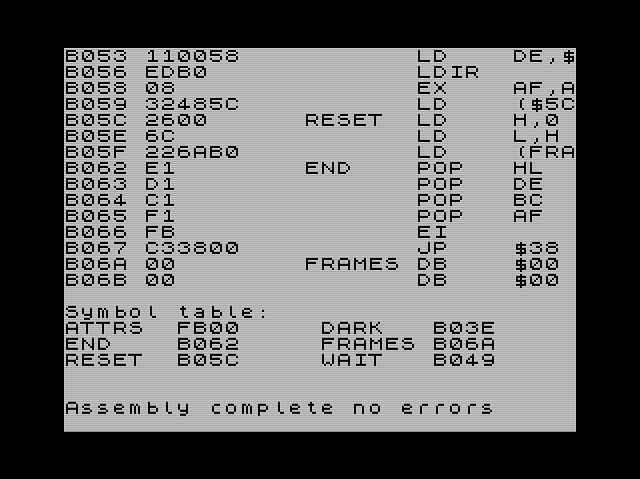 B053 110058 LD DE,$
B056 EDB0 LDIR
B058 08 EX AF,A
B059 32485C LD ($5C
B05C 2600 RESET LD H,0
B05E 6C LD L,H
B05F 226AB0 LD (FRA
B062 E1 END POP HL
B063 D1 POP DE
B064 C1 POP BC
B065 F1 POP AF
B066 FB EI
B067 C33800 JP $38
B06A 00 FRAMES DB $00
B06B 00 DB $00
Symbol table:
ATTRS FB00 DARK B03E
END B062 FRAMES B06A
RESET B05C WAIT B049
Assembly complete no errors